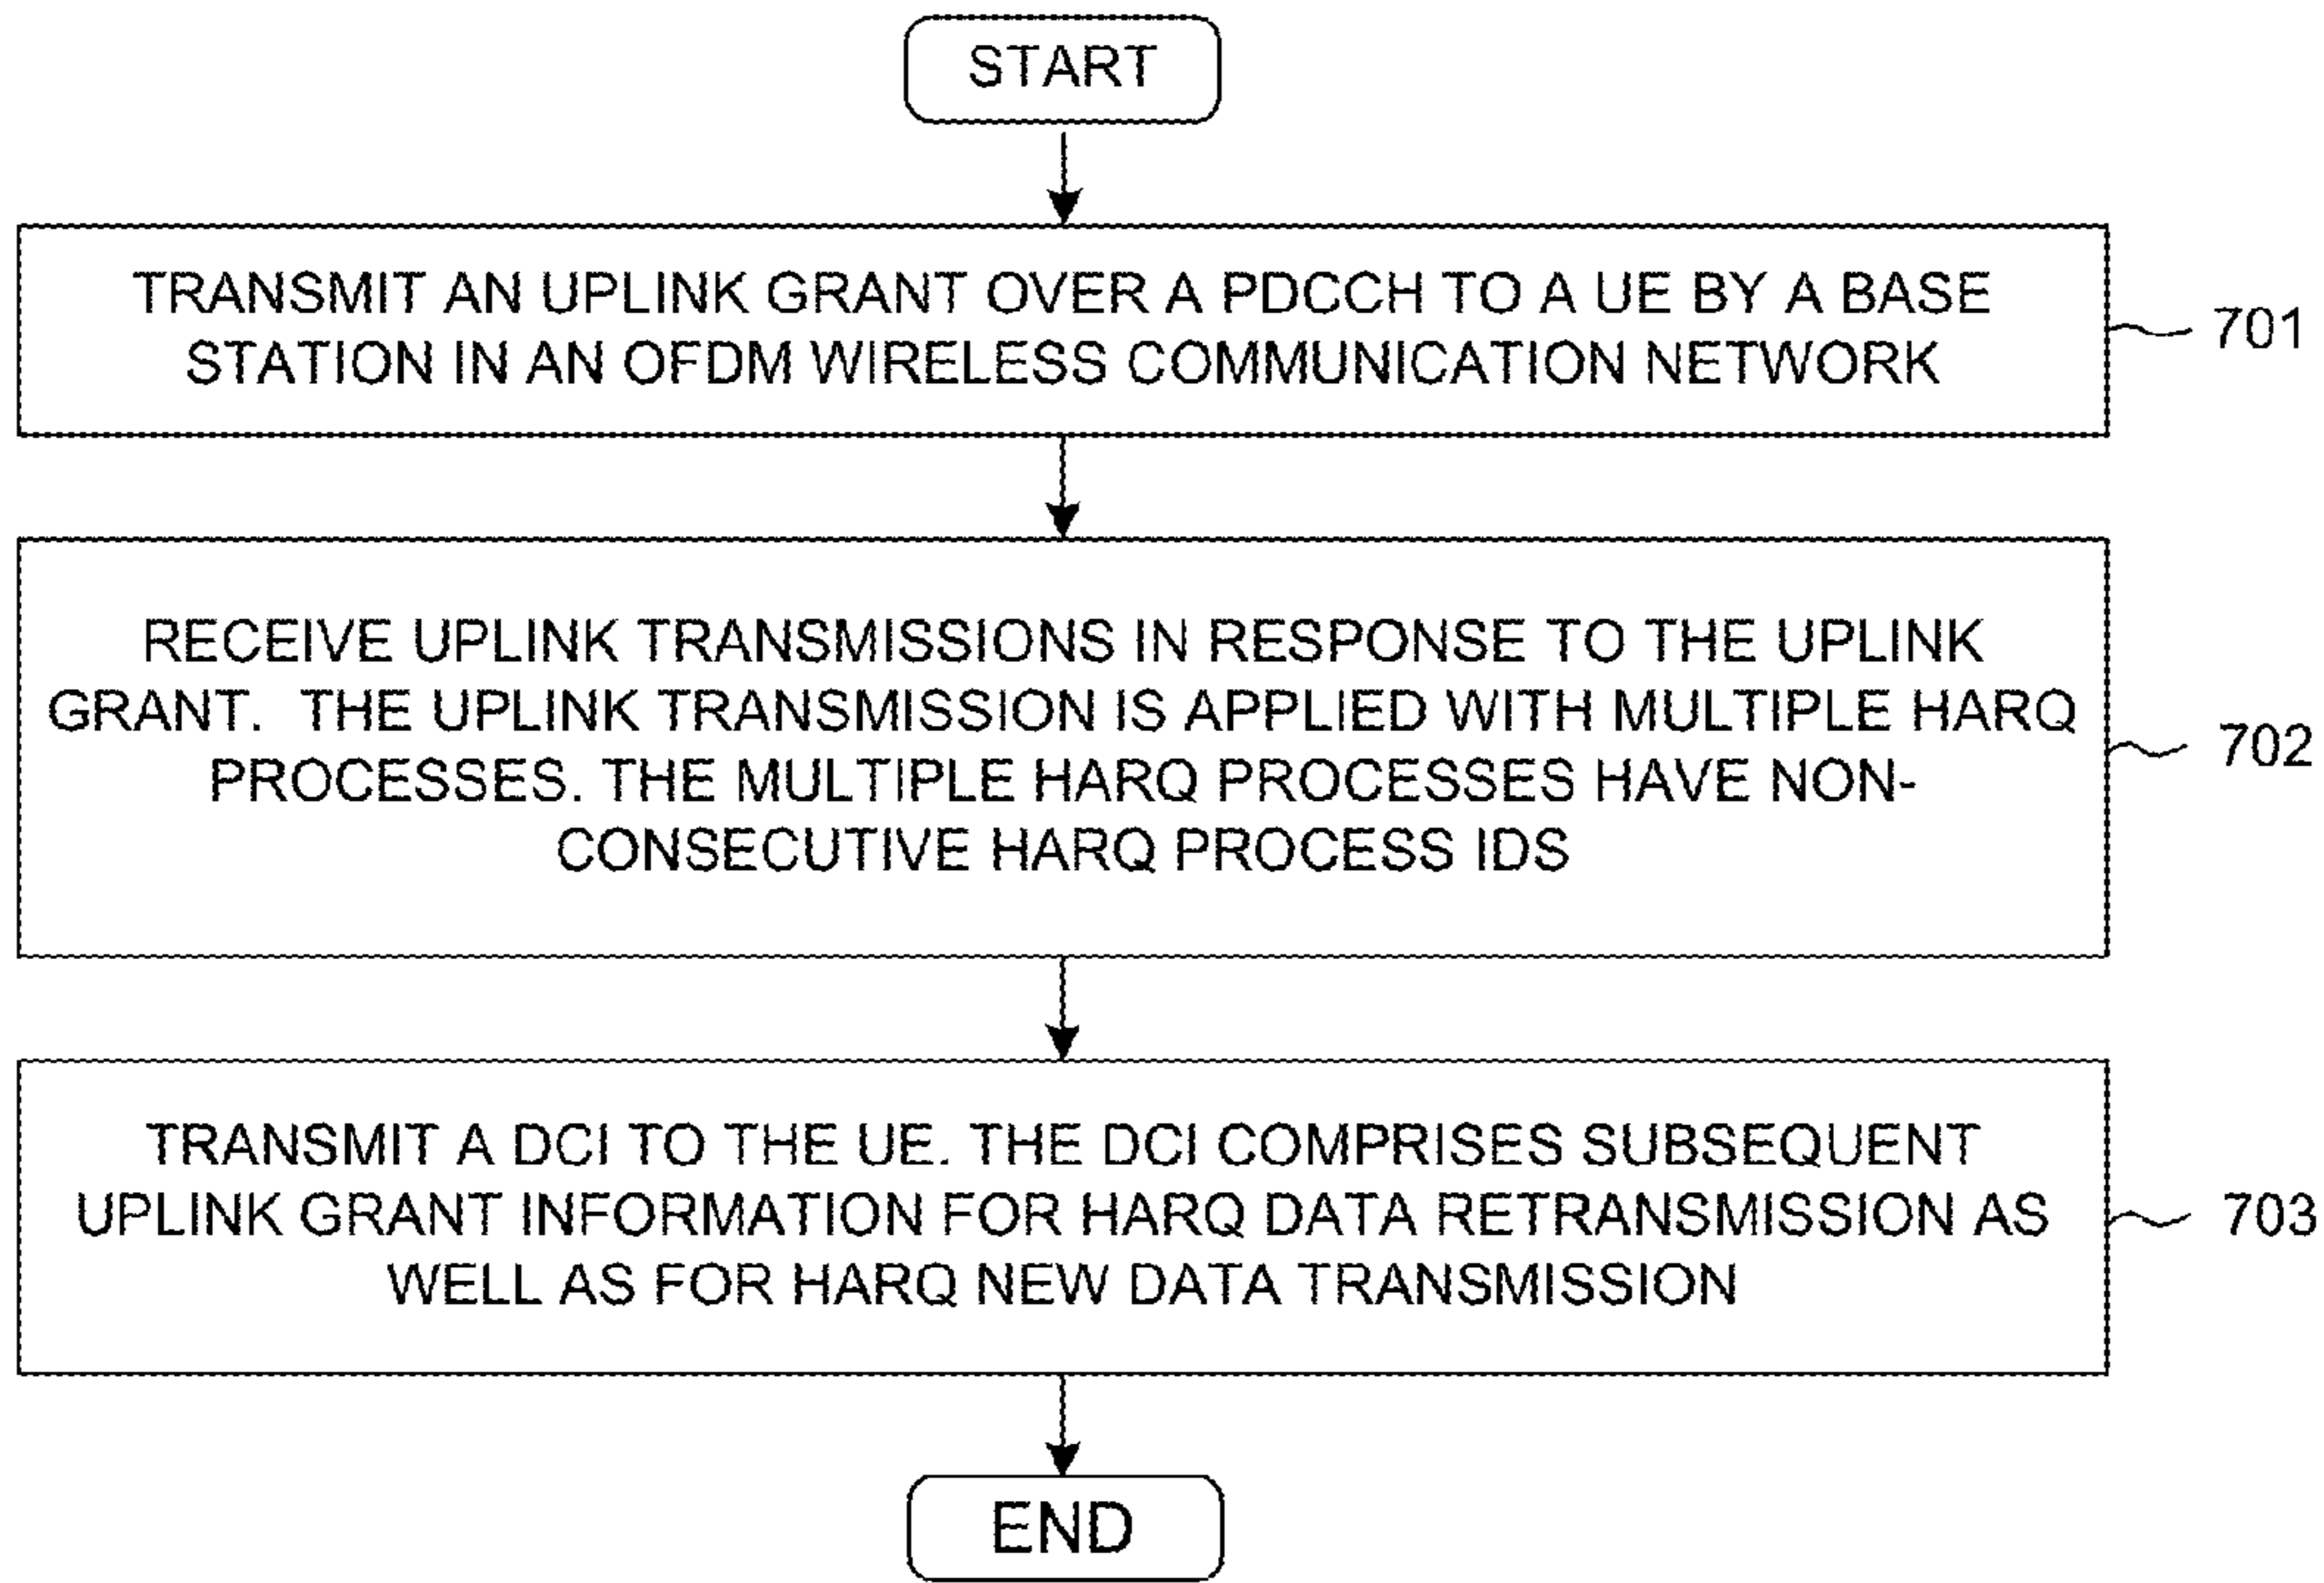 START
TRANSMIT AN UPLINK GRANT OVER A PDCCH TO A UE BY A BASE
STATION IN AN OFDM WIRELESS COMMUNICATION NETWORK
701
RECEIVE UPLINK TRANSMISSIONS IN RESPONSE TO THE UPLINK
GRANT.  THE UPLINK TRANSMISSION IS APPLIED WITH MULTIPLE HARQ
PROCESSES. THE MULTIPLE HARQ PROCESSES HAVE NON-
CONSECUTIVE HARQ PROCESS IDS
702
TRANSMIT A DCI TO THE UE. THE DCI COMPRISES SUBSEQUENT
UPLINK GRANT INFORMATION FOR HARQ DATA RETRANSMISSION AS
WELL AS FOR HARQ NEW DATA TRANSMISSION
703
END